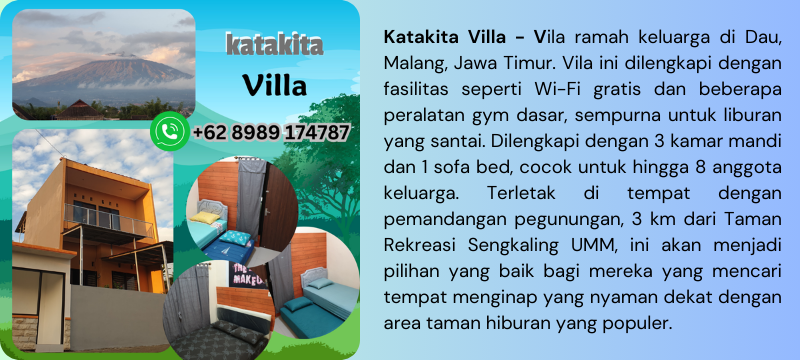 katakita
Villa
+62 8989 174787
THE
MAKED
Katakita Villa - Vila ramah keluarga di Dau,
Malang, Jawa Timur. Vila ini dilengkapi dengan
fasilitas seperti Wi-Fi gratis dan beberapa
peralatan gym dasar, sempurna untuk liburan
yang santai. Dilengkapi dengan 3 kamar mandi
dan 1 sofa bed, cocok untuk hingga 8 anggota
keluarga. Terletak di tempat dengan
pemandangan pegunungan, 3 km dari Taman
Rekreasi Sengkaling UMM, ini akan menjadi
pilihan yang baik bagi mereka yang mencari
tempat menginap yang nyaman dekat dengan
area taman hiburan yang populer.